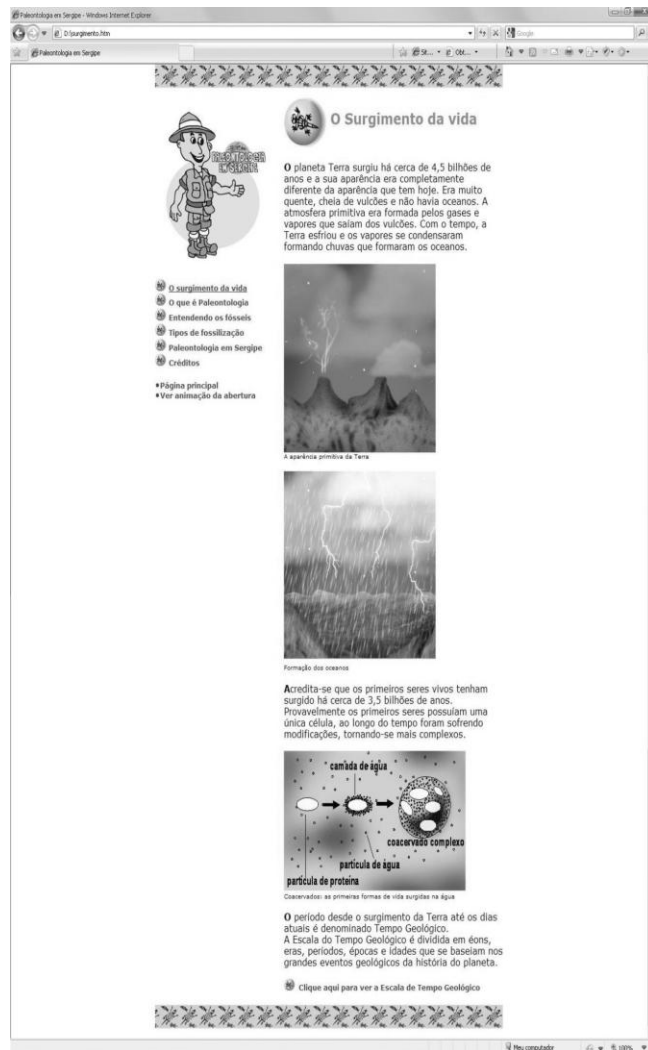 Paleontologia em Sergipe - Windows Internet Explorer
D:\surgimento.htm
Google
Paleontologia em Sergipe
PALEONTOLOGIA
EM SERGIPE
O Surgimento da vida
O planeta Terra surgiu há cerca de 4,5 bilhões de
anos e a sua aparência era completamente
diferente da aparência que tem hoje. Era muito
quente, cheia de vulcões e não havia oceanos. A
atmosfera primitiva era formada pelos gases e
vapores que saíam dos vulcões. Com o tempo, a
Terra esfriou e os vapores se condensaram
formando chuvas que formaram os oceanos.
O surgimento da vida
O que é Paleontologia
Entendendo os fósseis
Tipos de fossilização
Paleontologia em Sergipe
Créditos
•Página principal
•Ver animação da abertura
A aparência primitiva da Terra
Formação dos oceanos
Acredita-se que os primeiros seres vivos tenham
surgido há cerca de 3,5 bilhões de anos.
Provavelmente os primeiros seres possuíam uma
única célula, ao longo do tempo foram sofrendo
modificações, tornando-se mais complexos.
camada de água
coacervado complexo
partícula de água
partícula de proteína
Coacervados: as primeiras formas de vida surgidas na água
O período desde o surgimento da Terra até os dias
atuais é denominado Tempo Geológico.
A Escala do Tempo Geológico é dividida em éons,
eras, períodos, épocas e idades que se baseiam nos
grandes eventos geológicos da história do planeta.
Clique aqui para ver a Escala de Tempo Geológico
Meu computador
100%